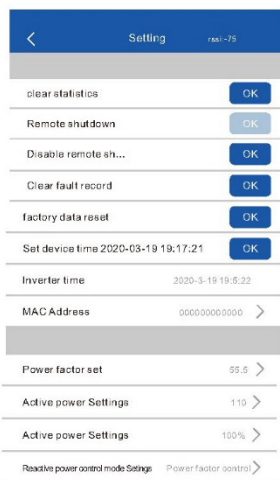 Setting rssi:-75
clear statistics OK
Remote shutdown OK
Disable remote sh... OK
Clear fault record OK
factory data reset OK
Set device time 2020-03-19 19:17:21 OK
Inverter time 2020-3-19 19:5:22
MAC Address 000000000000
Power factor set 55.5
Active power Settings 110
Active power Settings 100%
Reactive power control mode Setings Power factor control